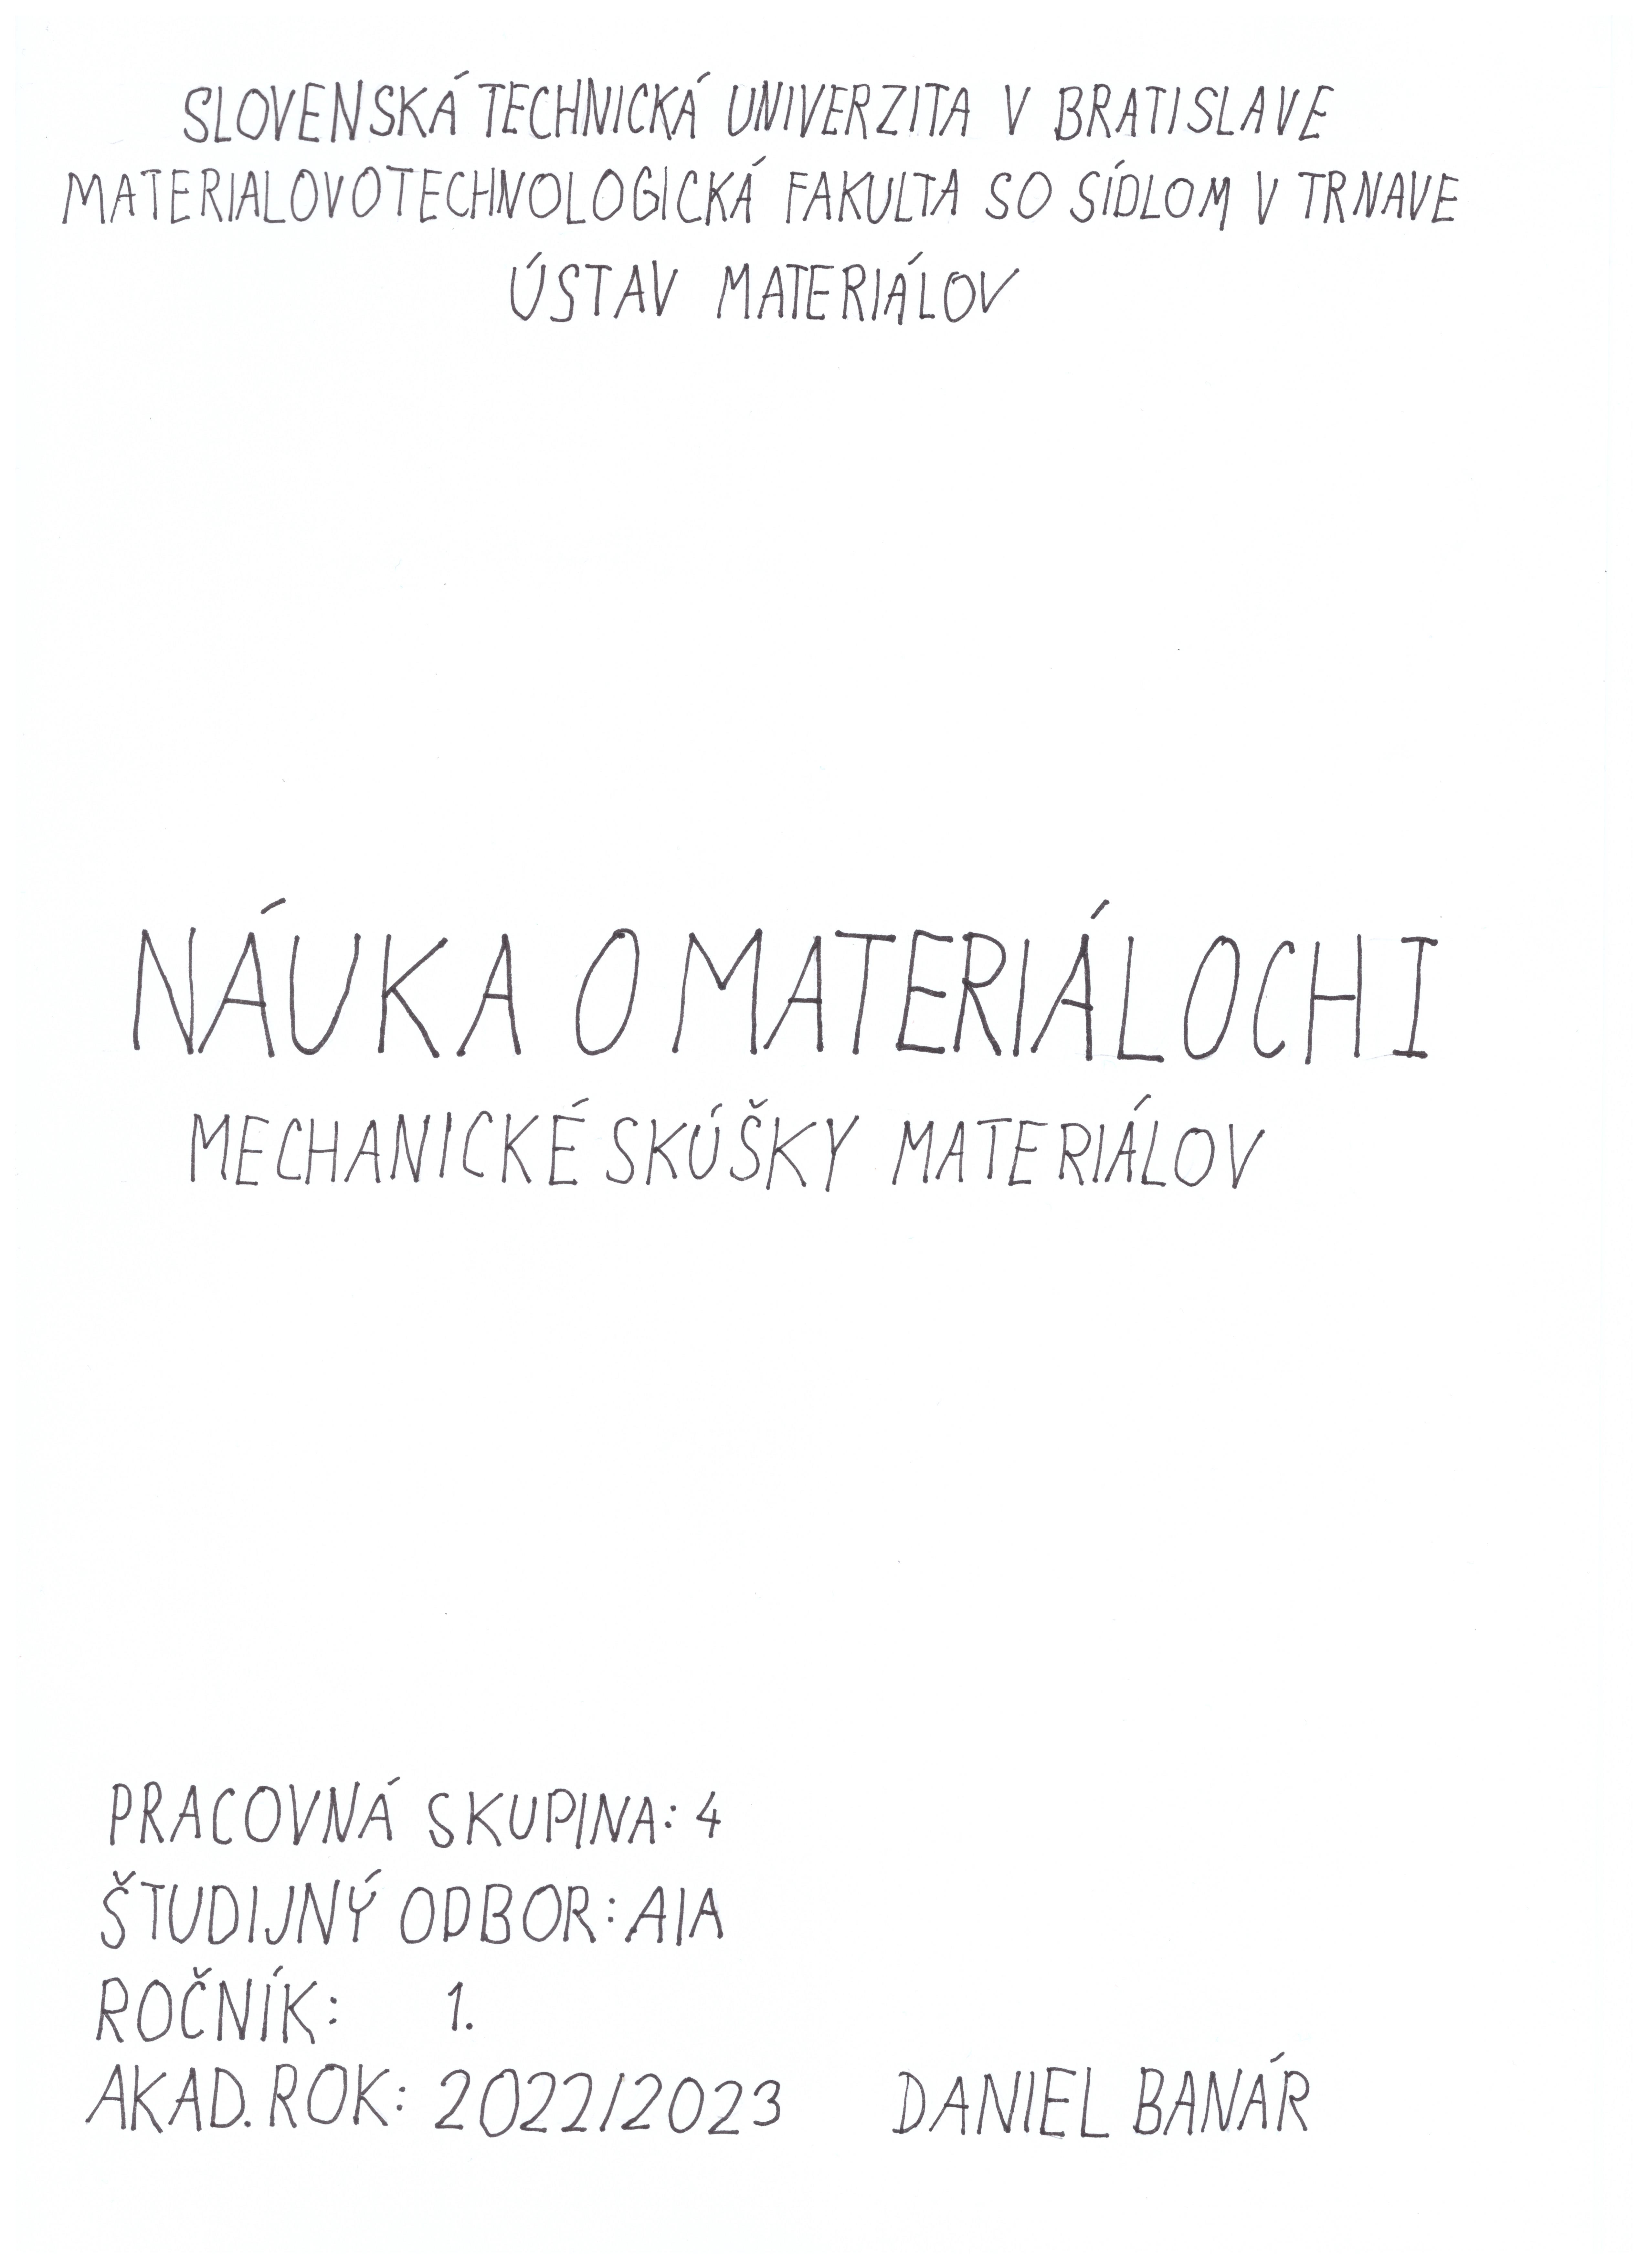 SLOVENSKÁ TECHNICKÁ UNIVERZITA V BRATISLAVE
MATERIALOVOTECHNOLOGICKÁ FAKULTA SO SÍDLOM V TRNAVE
ÚSTAV MATERIÁLOV
NÁUKA O MATERIÁLOCH I
MECHANICKÉ SKÚŠKY MATERIÁLOV
PRACOVNÁ SKUPINA: 4
ŠTUDIJNÝ ODBOR: AIA
ROČNÍK: 1.
AKAD. ROK: 2022/2023 DANIEL BANÁR